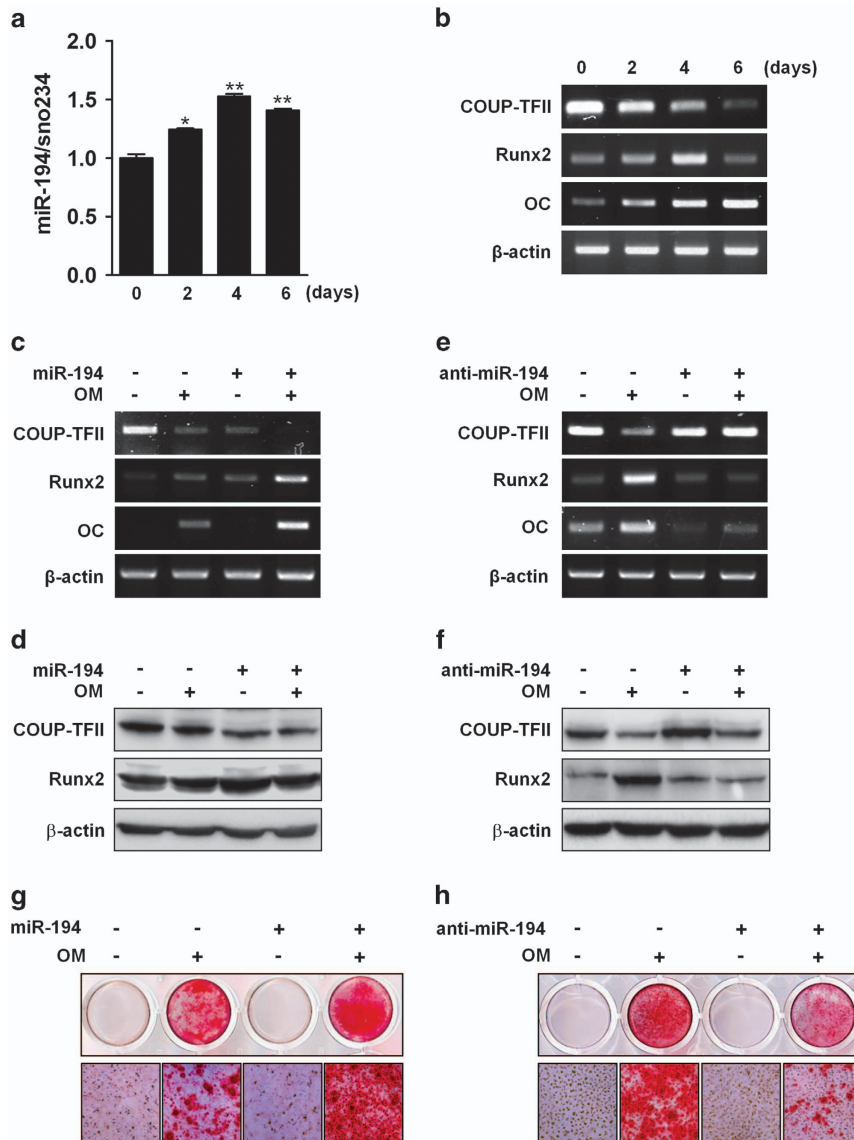 a
miR-194/sno234
2.0
1.5
1.0
0.5
0.0
*
**
**
0 2 4 6 (days)
b
0 2 4 6 (days)
COUP-TFII
Runx2
OC
β-actin
c
miR-194 - - + +
OM - + - +
COUP-TFII
Runx2
OC
β-actin
e
anti-miR-194 - - + +
OM - + - +
COUP-TFII
Runx2
OC
β-actin
d
miR-194 - - + +
OM - + - +
COUP-TFII
Runx2
β-actin
f
anti-miR-194 - - + +
OM - + - +
COUP-TFII
Runx2
β-actin
g
miR-194 - - + +
OM - + - +
h
anti-miR-194 - - + +
OM - + - +